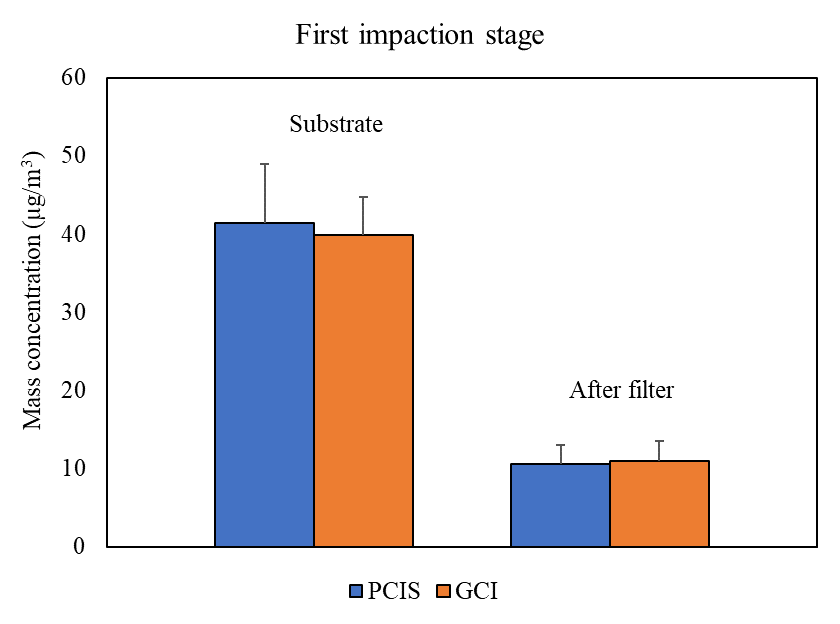 First impaction stage
60
50
40
30
20
10
0
Mass concentration (μg/m³)
Substrate
After filter
PCIS
GCI